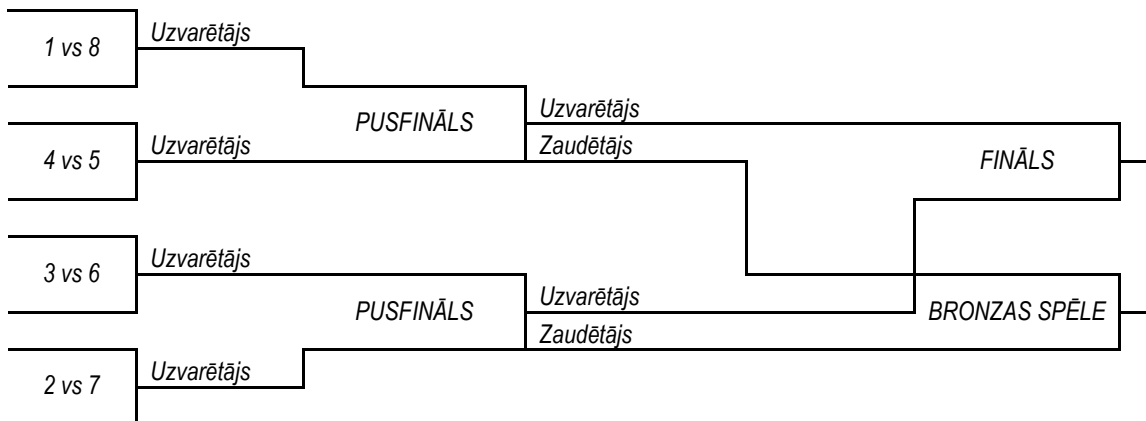 1 vs 8
Uzvarētājs
PUSFINĀLS
4 vs 5
Uzvarētājs
Uzvarētājs
Zaudētājs
FINĀLS
3 vs 6
Uzvarētājs
PUSFINĀLS
2 vs 7
Uzvarētājs
Uzvarētājs
Zaudētājs
BRONZAS SPĒLE